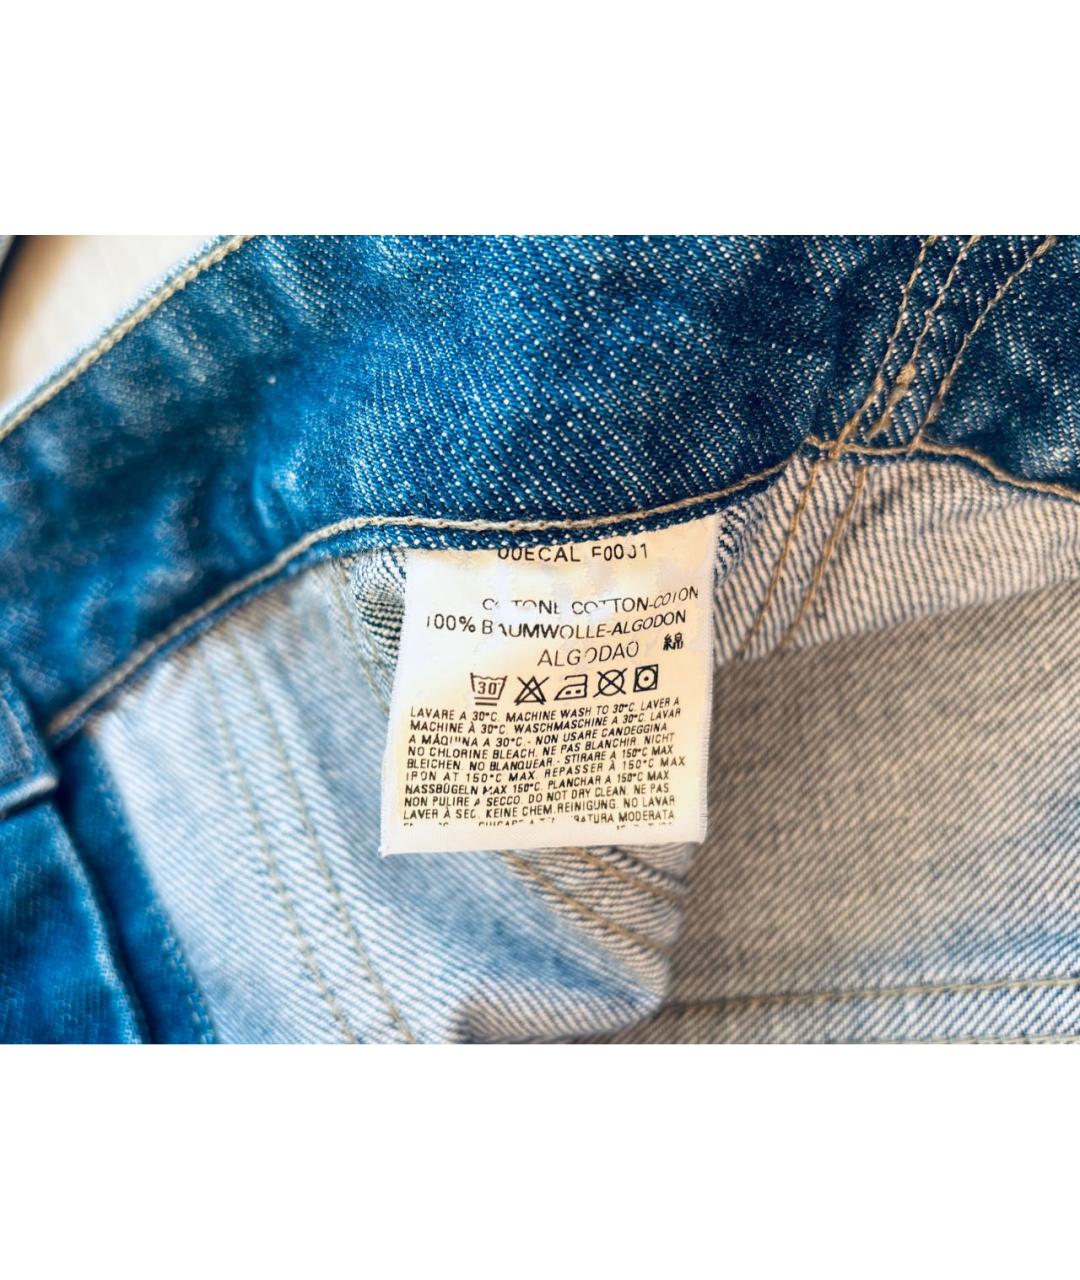 COTTON-COTON
100% BAUMWOLLE-ALGODON
ALGODAO 綿
30
LAVARE A 30°C. MACHINE WASH TO 30°C. LAVER A
MACHINE À 30°C. WASCHMASCHINE A 30°C. LAVAR
A MÁQUINA A 30°C.- NON USARE CANDEGGINA
NO CHLORINE BLEACH. NE PAS BLANCHIR. NICHT
BLEICHEN. NO BLANQUEAR.- STIRARE A 150°C MAX
IRON AT 150°C MAX. REPASSER À 150°C MAX
NASSBÜGELN MAX 150°C. PLANCHAR A 150°C MAX
NON PULIRE A SECCO. DO NOT DRY CLEAN. NE PAS
LAVER À SEC. KEINE CHEM.REINIGUNG. NO LAVAR
MODERATA